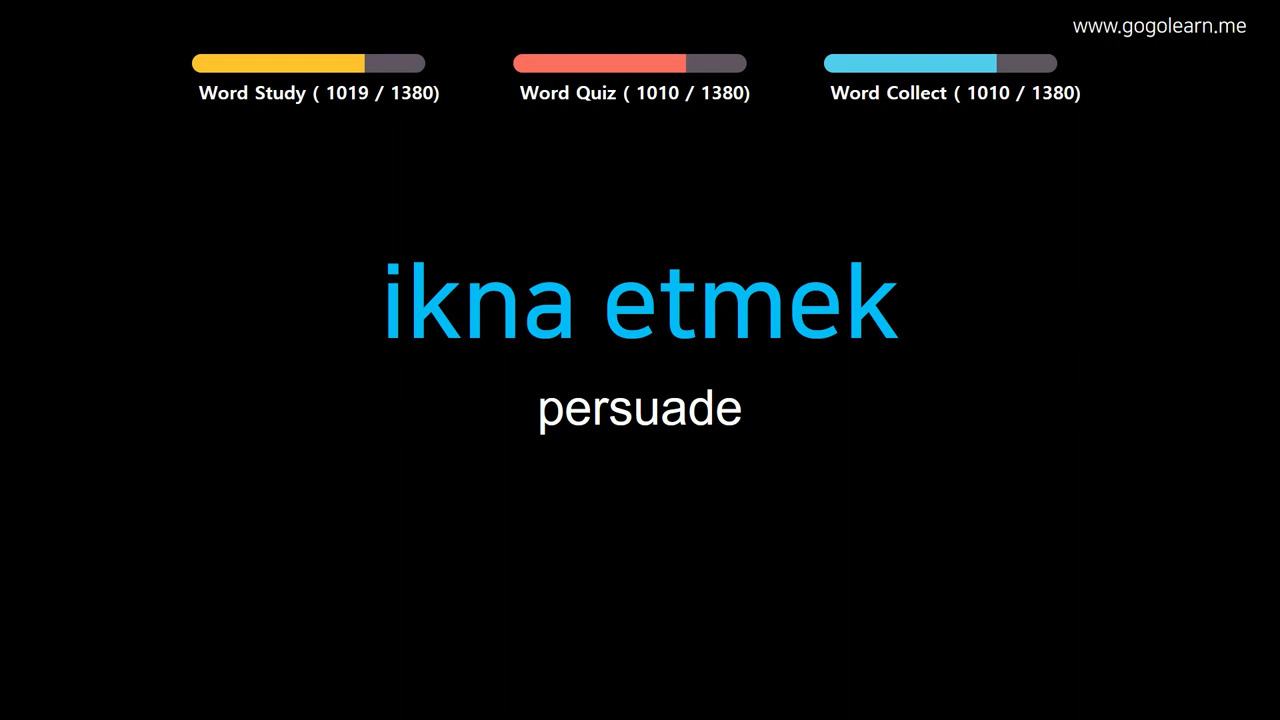 www.gogolearn.me
Word Study ( 1019 / 1380)
Word Quiz ( 1010 / 1380)
Word Collect ( 1010 / 1380)
ikna etmek
persuade